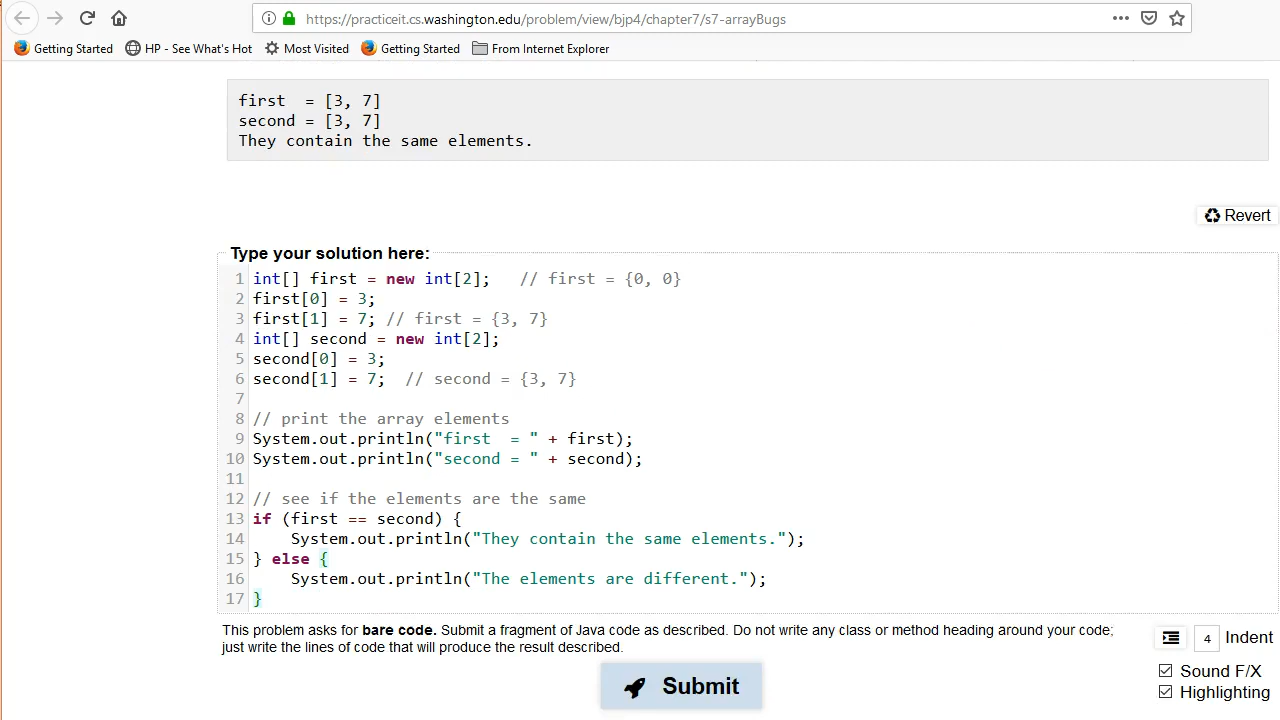 https://practiceit.cs.washington.edu/problem/view/bjp4/chapter7/s7-arrayBugs
Getting Started HP - See What's Hot Most Visited Getting Started From Internet Explorer
first  = [3, 7]
second = [3, 7]
They contain the same elements.
Revert
Type your solution here:
1 int[] first = new int[2];   // first = {0, 0}
2 first[0] = 3;
3 first[1] = 7; // first = {3, 7}
4 int[] second = new int[2];
5 second[0] = 3;
6 second[1] = 7;  // second = {3, 7}
7
8 // print the array elements
9 System.out.println("first  = " + first);
10 System.out.println("second = " + second);
11
12 // see if the elements are the same
13 if (first == second) {
14     System.out.println("They contain the same elements.");
15 } else {
16     System.out.println("The elements are different.");
17 }
This problem asks for bare code. Submit a fragment of Java code as described. Do not write any class or method heading around your code;
just write the lines of code that will produce the result described.
4 Indent
Sound F/X
Highlighting
Submit